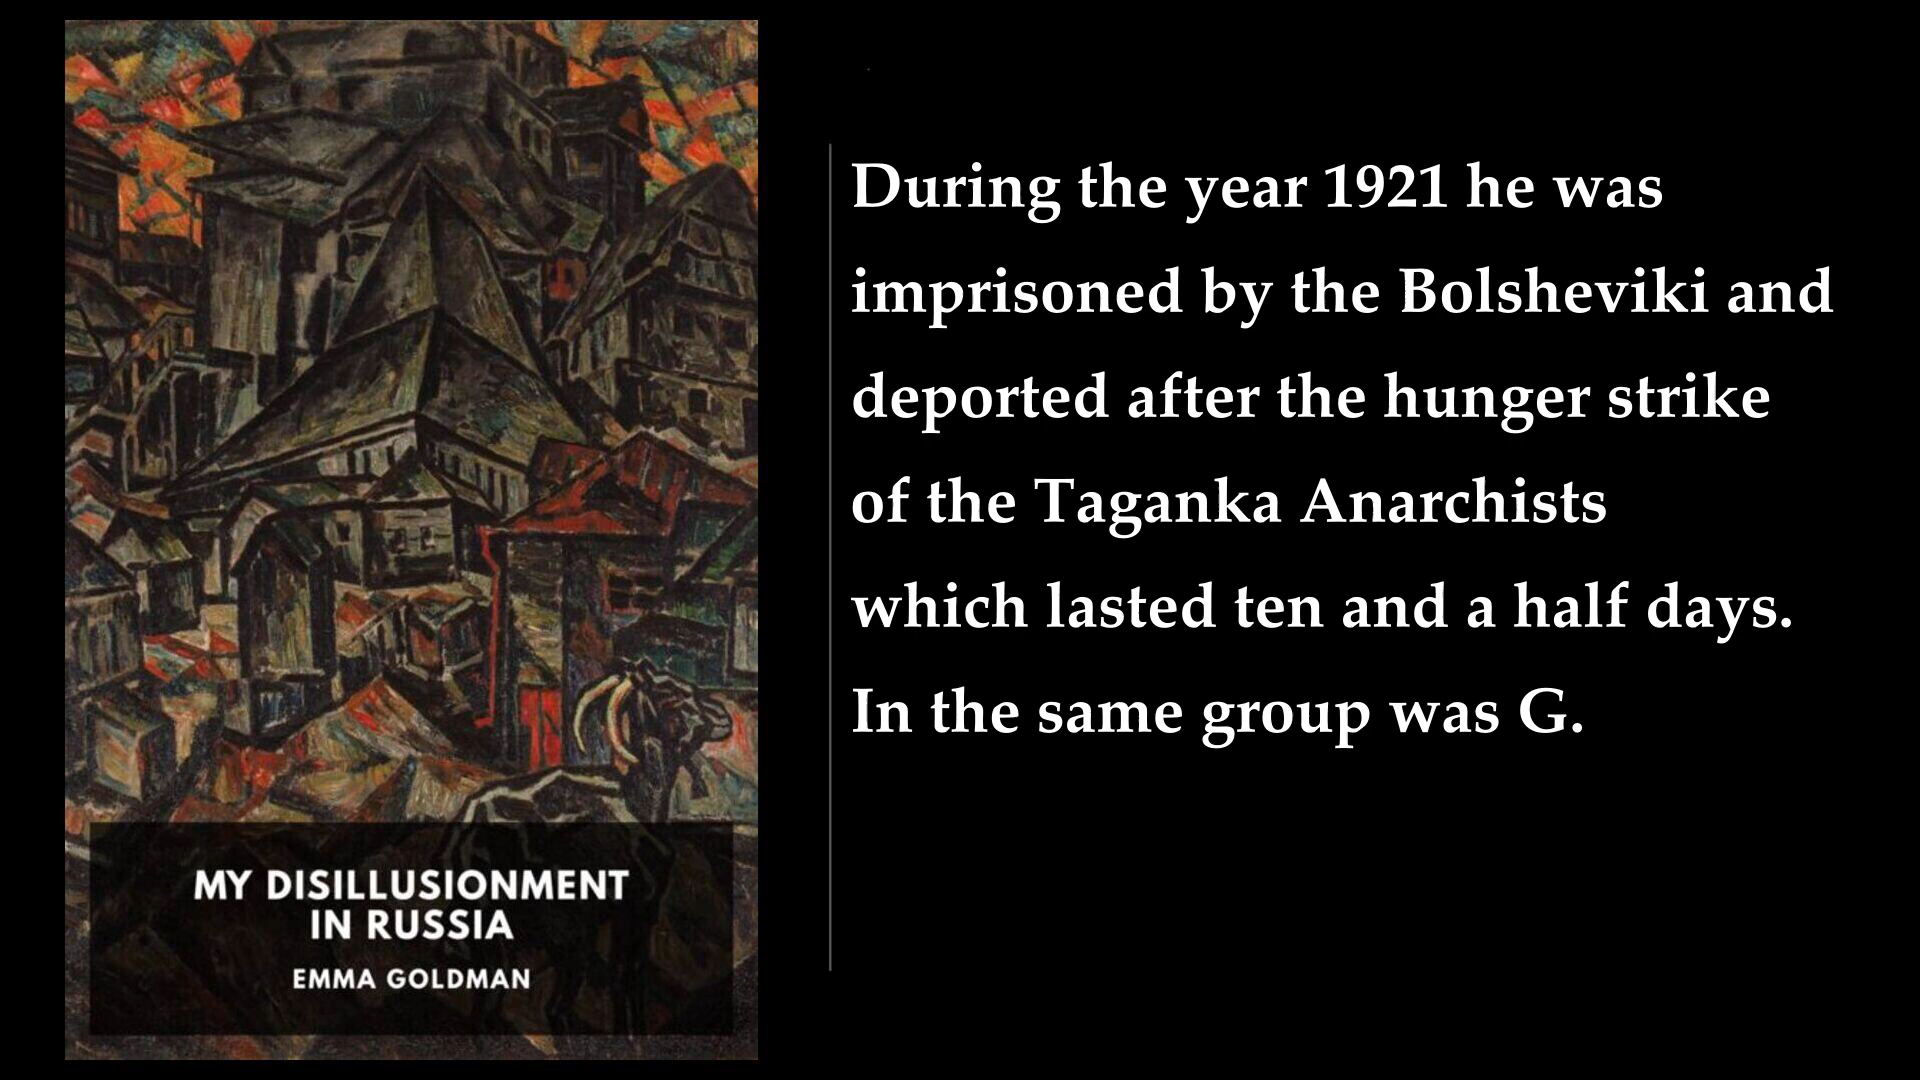 MY DISILLUSIONMENT
IN RUSSIA
EMMA GOLDMAN
During the year 1921 he was
imprisoned by the Bolsheviki and
deported after the hunger strike
of the Taganka Anarchists
which lasted ten and a half days.
In the same group was G.